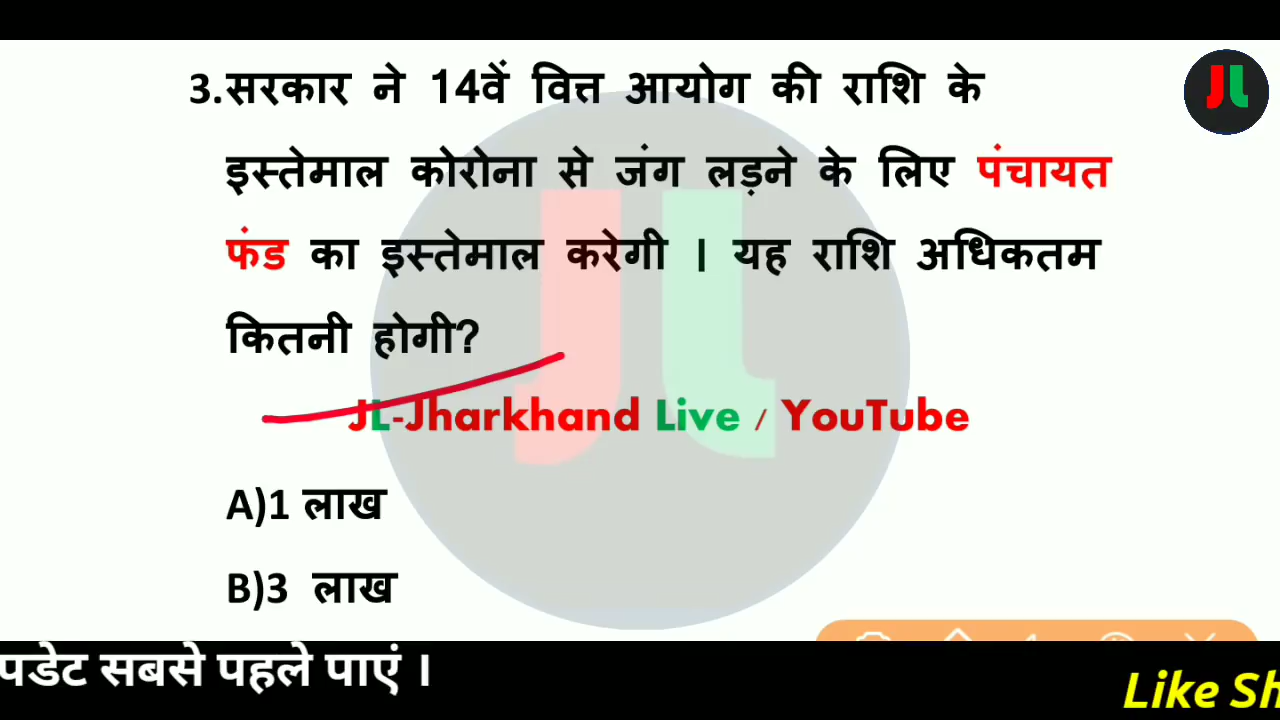 JL
3.सरकार ने 14वें वित्त आयोग की राशि के
इस्तेमाल कोरोना से जंग लड़ने के लिए पंचायत
फंड का इस्तेमाल करेगी । यह राशि अधिकतम
कितनी होगी?
JL-Jharkhand Live / YouTube
A)1 लाख
B)3 लाख
पडेट सबसे पहले पाएं ।
Like Sh